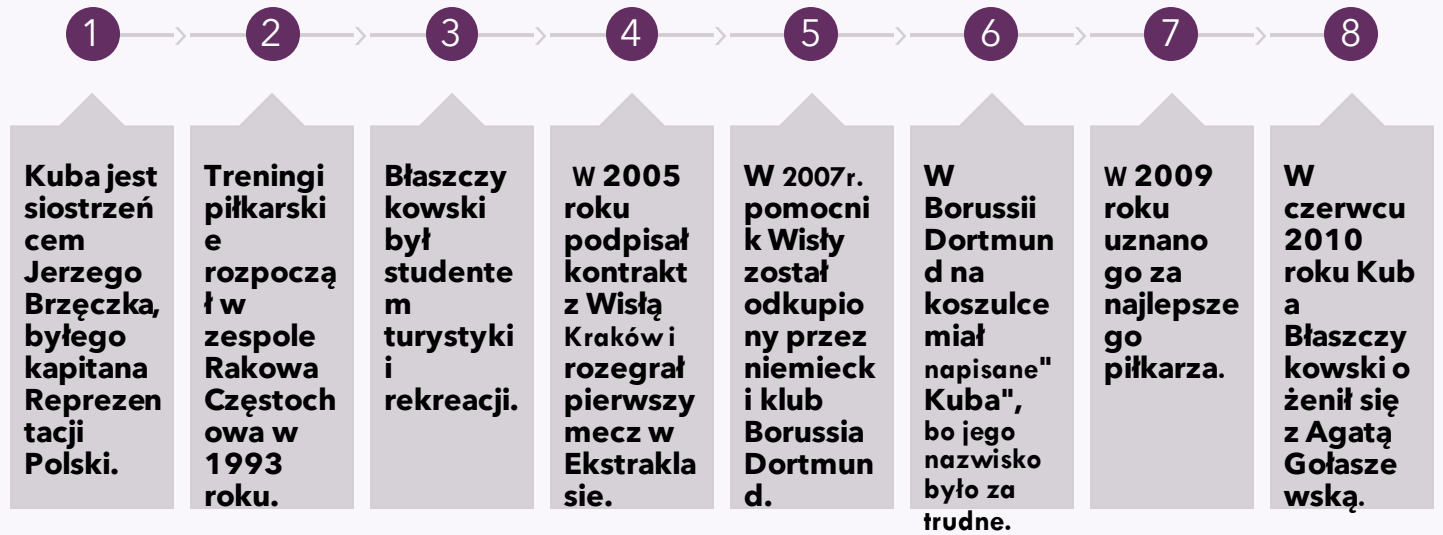 1
2
3
4
5
6
7
8
Kuba jest
siostrzeń
cem
Jerzego
Brzęczka,
byłego
kapitana
Reprezen
tacji
Polski.
Treningi
piłkarski
e
rozpoczą
ł w
zespole
Rakowa
Częstoch
owa w
1993
roku.
Błaszczy
kowski
był
studente
m
turystyki
i
rekreacji.
W 2005
roku
podpisał
kontrakt
z Wisłą
Kraków i
rozegrał
pierwszy
mecz w
Ekstrakla
sie.
W 2007r.
pomocni
k Wisły
został
odkupio
ny przez
niemieck
i klub
Borussia
Dortmun
d.
W
Borussii
Dortmun
d na
koszulce
miał
napisane"
Kuba",
bo jego
nazwisko
było za
trudne.
W 2009
roku
uznano
go za
najlepsze
go
piłkarza.
W
czerwcu
2010
roku Kub
a
Błaszczy
kowski o
żenił się
z Agatą
Gołasze
wską.